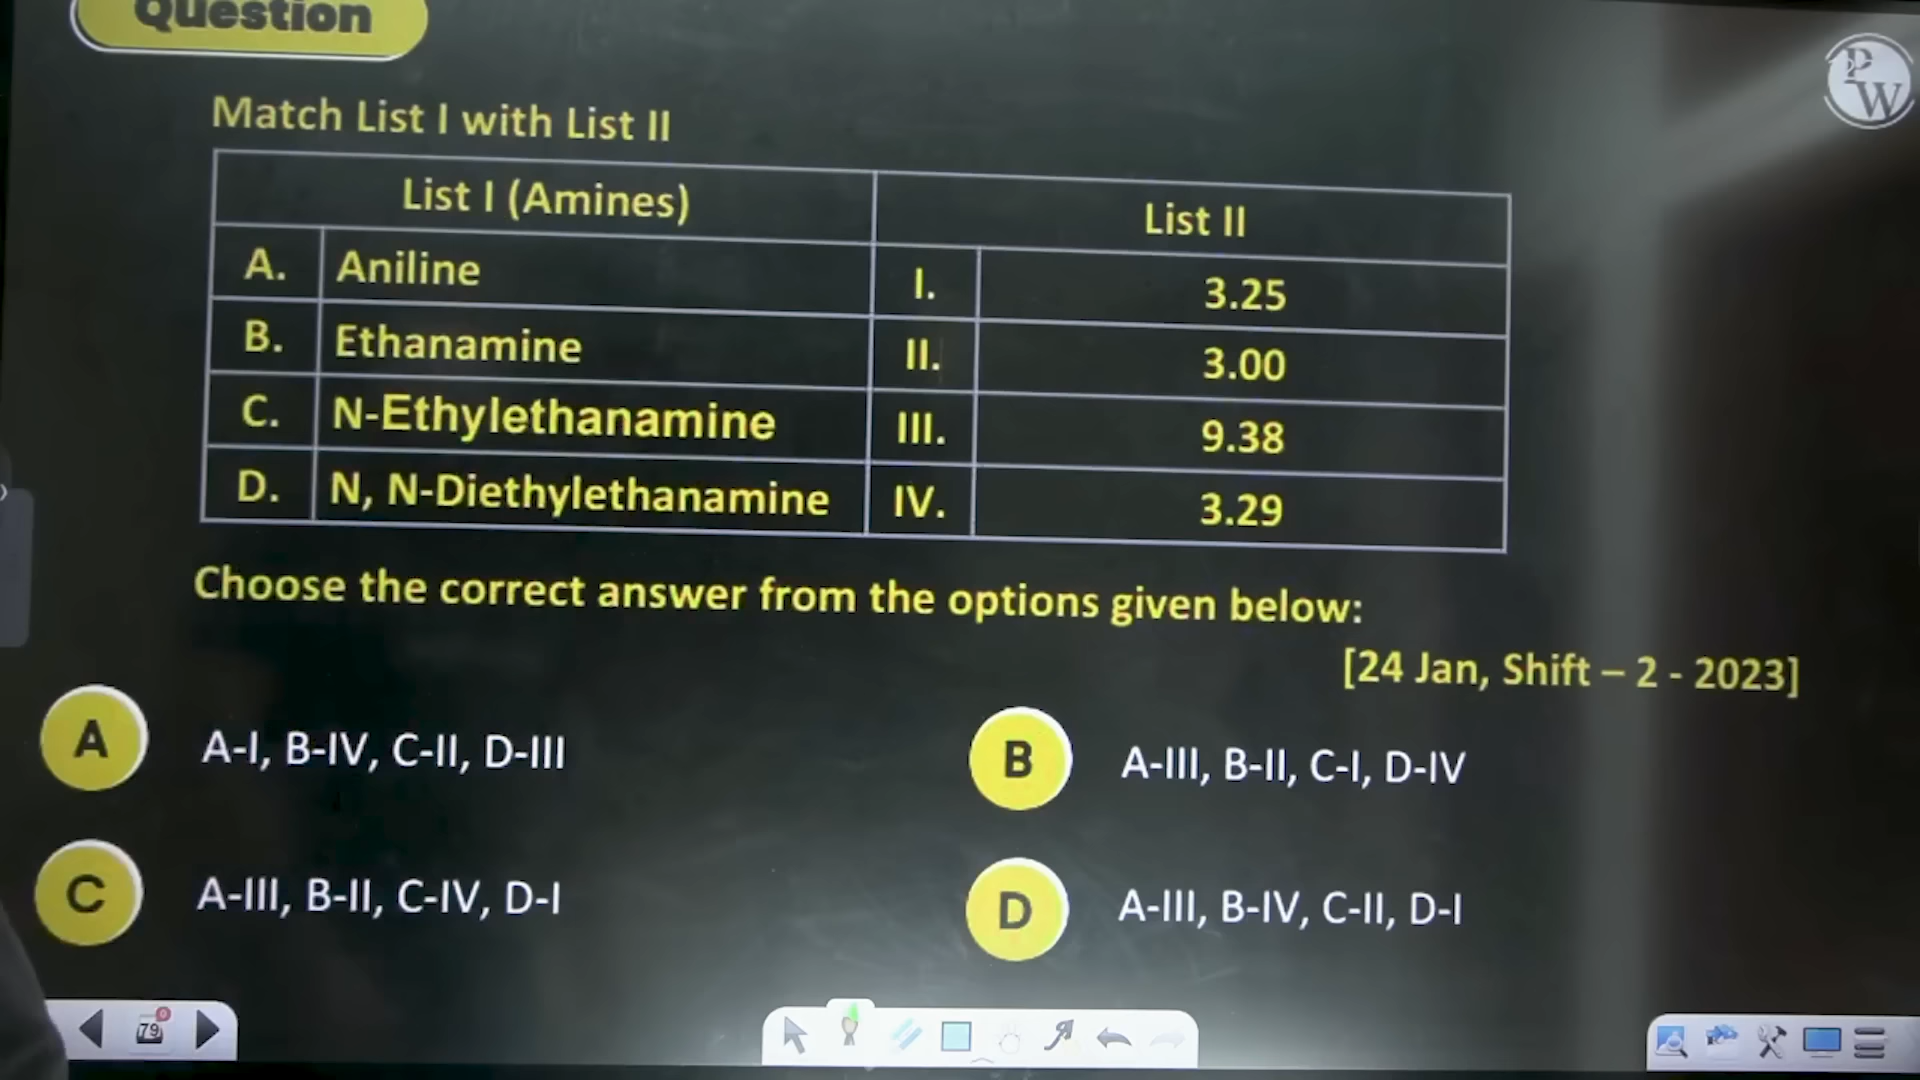 Question
PW
Match List I with List II
List I (Amines) List II
A. Aniline I. 3.25
B. Ethanamine II. 3.00
C. N-Ethylethanamine III. 9.38
D. N, N-Diethylethanamine IV. 3.29
Choose the correct answer from the options given below:
[24 Jan, Shift – 2 - 2023]
A A-I, B-IV, C-II, D-III
B A-III, B-II, C-I, D-IV
C A-III, B-II, C-IV, D-I
D A-III, B-IV, C-II, D-I
79